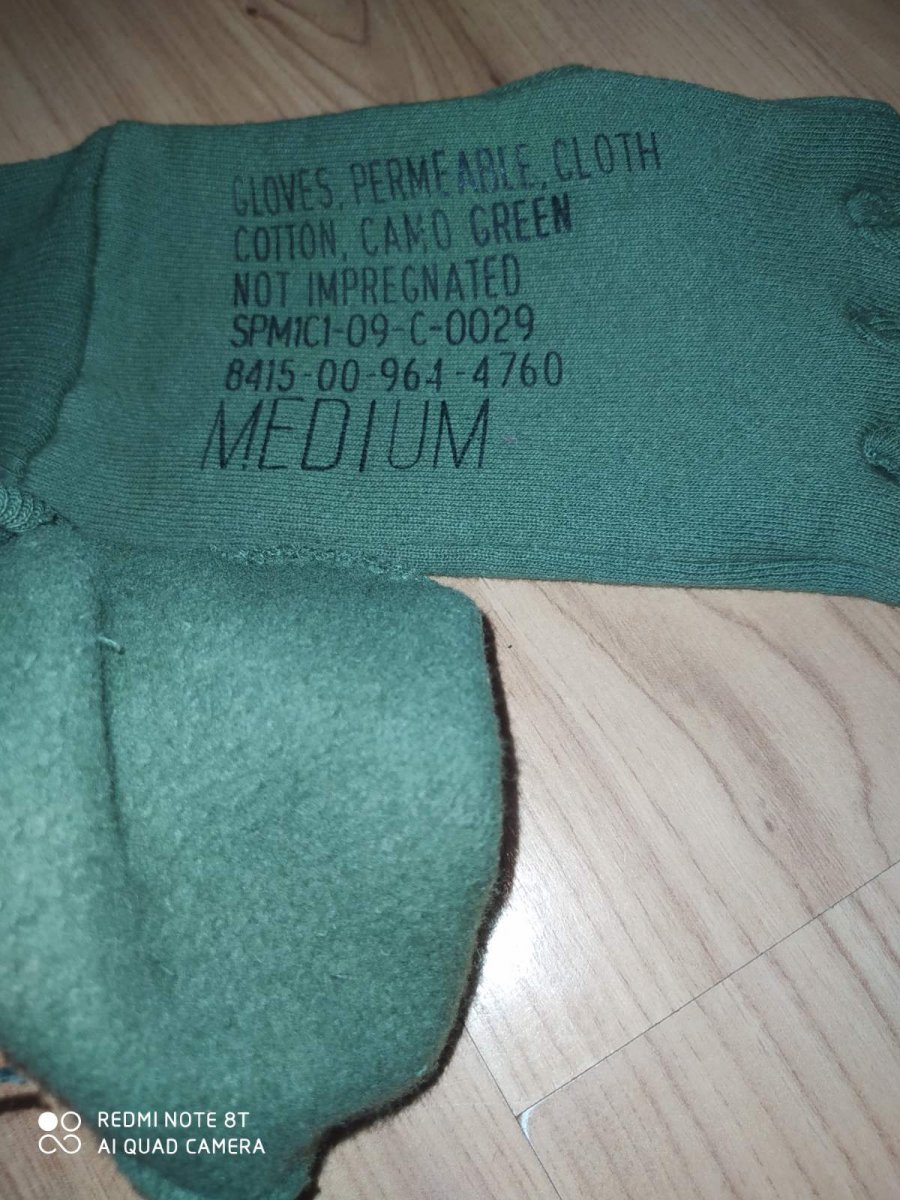 GLOVES, PERMEABLE, CLOTH
COTTON, CAMO GREEN
NOT IMPREGNATED
SPM1C1-09-C-0029
8415-00-964-4760
MEDIUM
REDMI NOTE 8T
AI QUAD CAMERA